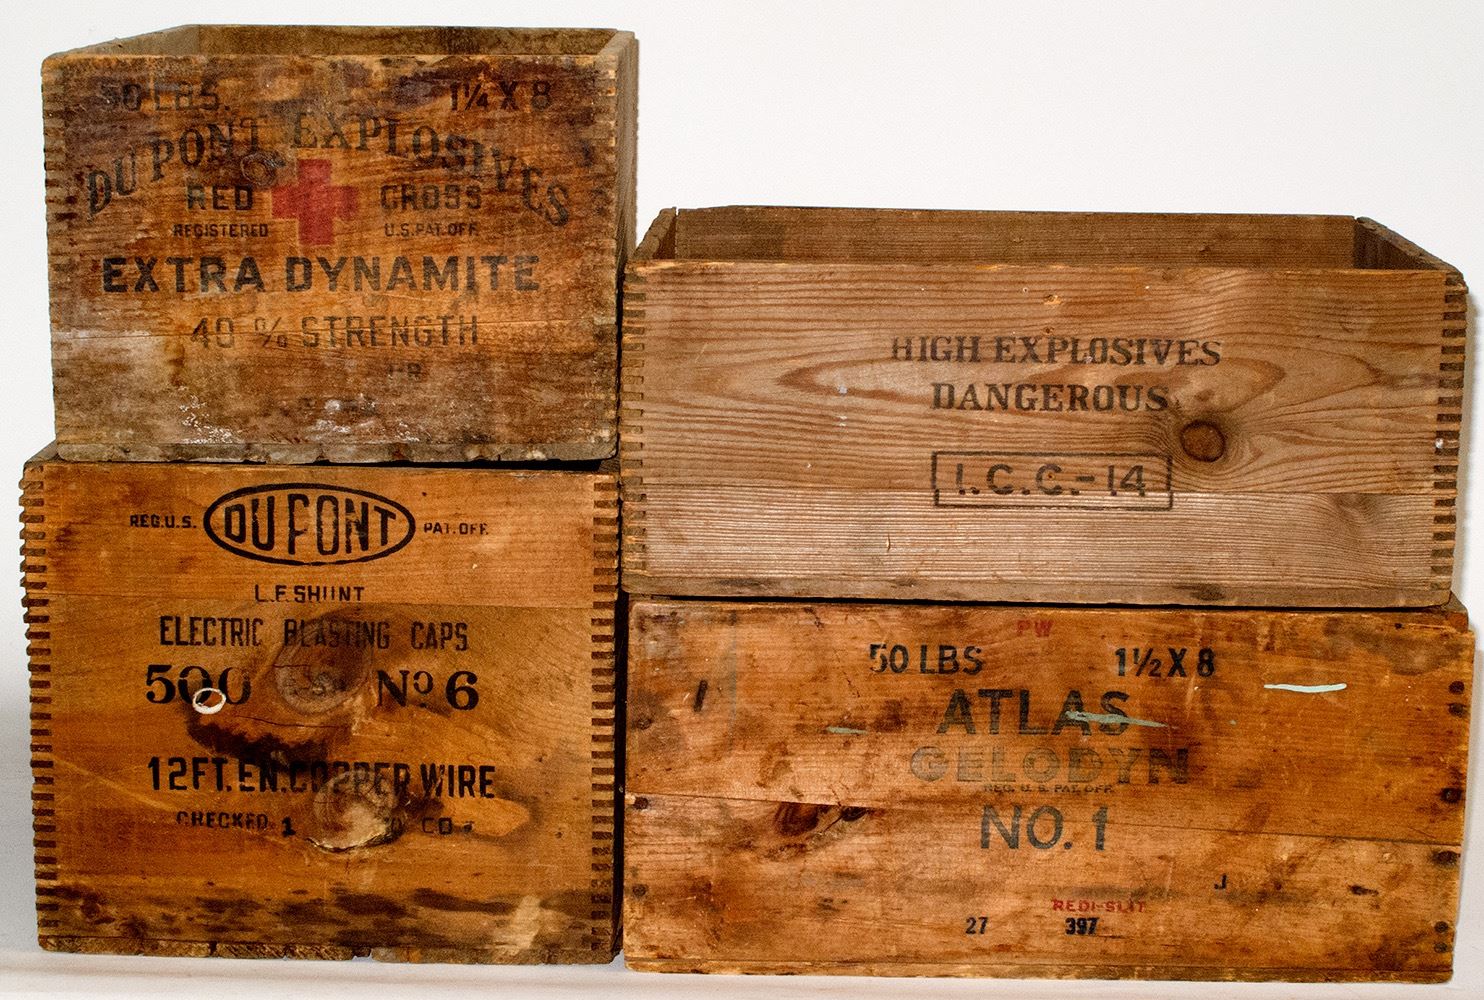 50 LBS. 1¼ X 8
DU PONT EXPLOSIVES
RED CROSS
REGISTERED U.S. PAT. OFF.
EXTRA DYNAMITE
40 % STRENGTH
REG. U.S. DU PONT PAT. OFF.
L.F. SHUNT
ELECTRIC BLASTING CAPS
500 No 6
12 FT. EN. COPPER WIRE
CHECKED 1 CO
HIGH EXPLOSIVES
DANGEROUS
I.C.C.-14
PW
50 LBS 1½ X 8
ATLAS
GELODYN
REG. U. S. PAT. OFF.
NO. 1
J
REDI-SLIT
27 397